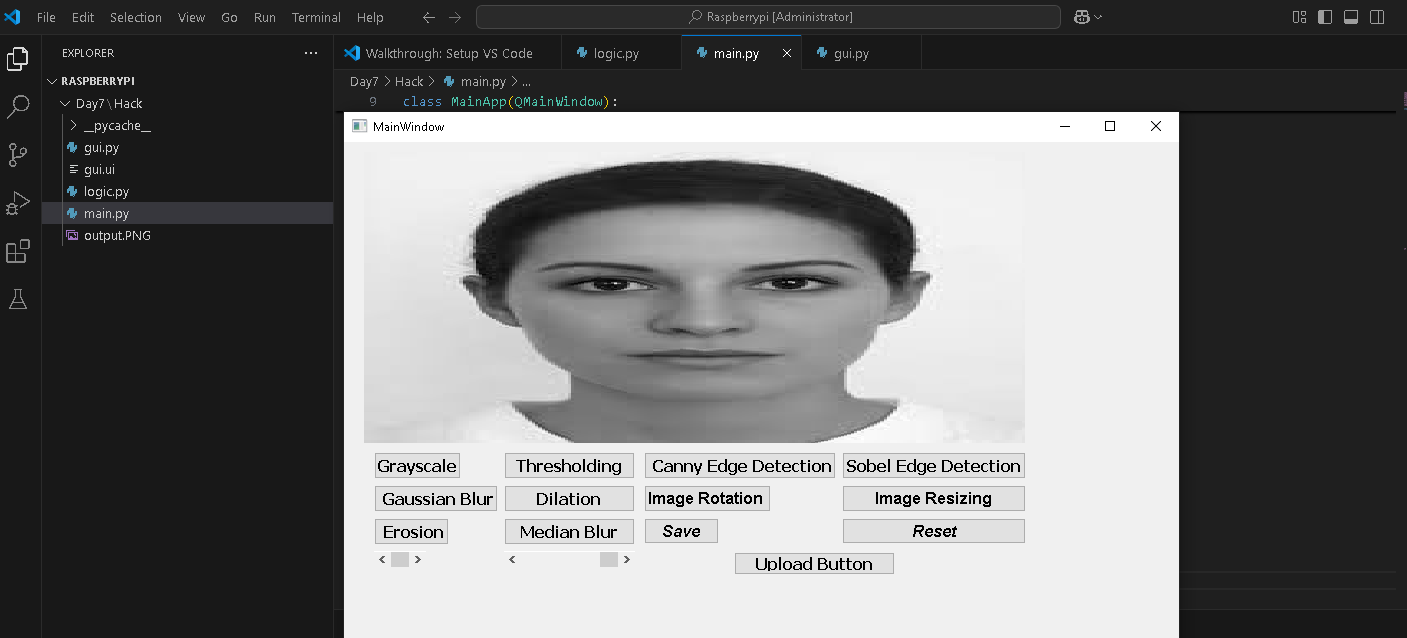 File Edit Selection View Go Run Terminal Help
Raspberrypi [Administrator]
EXPLORER
Walkthrough: Setup VS Code
logic.py
main.py
gui.py
RASPBERRYPI
Day7 > Hack > main.py > ...
Day7 \ Hack
9 class MainApp(QMainWindow):
__pycache__
MainWindow
gui.py
gui.ui
logic.py
main.py
output.PNG
Grayscale Thresholding Canny Edge Detection Sobel Edge Detection
Gaussian Blur Dilation Image Rotation Image Resizing
Erosion Median Blur Save Reset
Upload Button